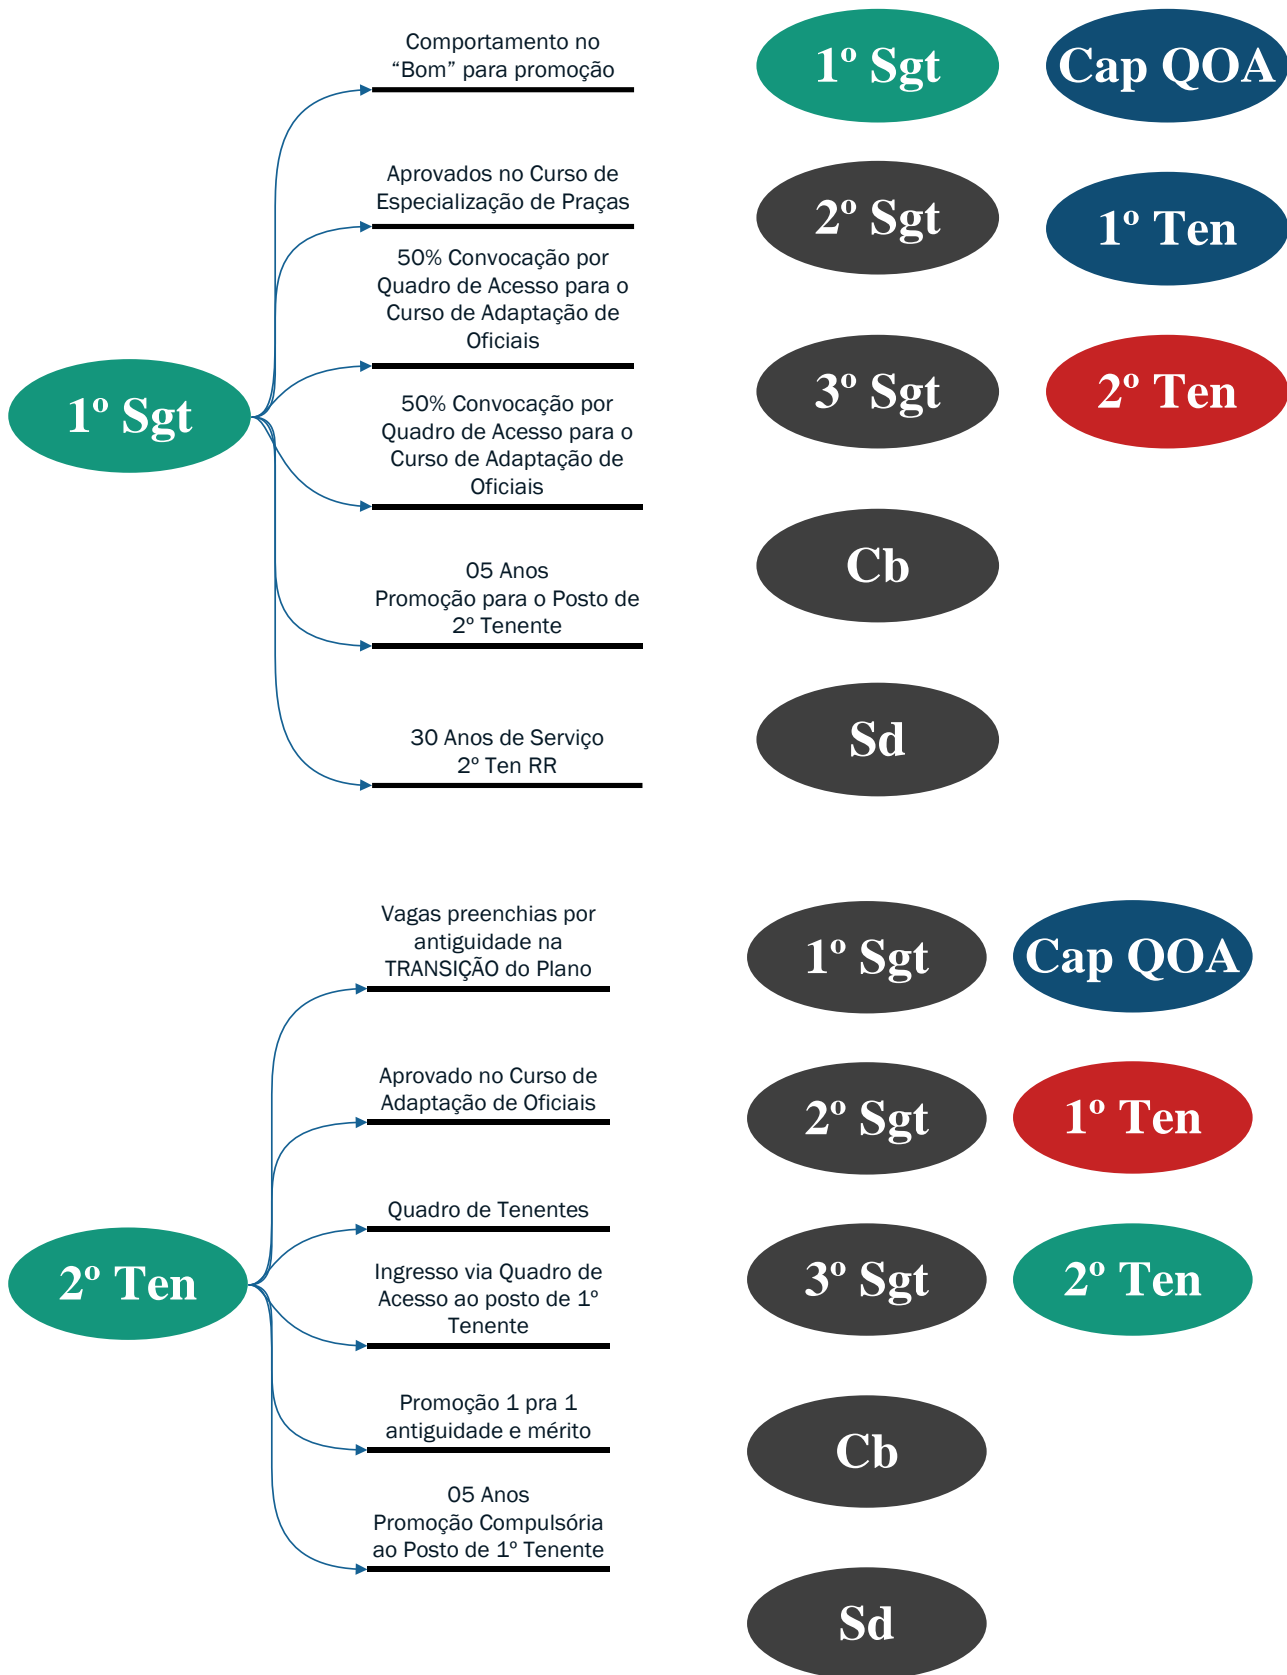 Comportamento no
“Bom” para promoção
Aprovados no Curso de
Especialização de Praças
50% Convocação por
Quadro de Acesso para o
Curso de Adaptação de
Oficiais
1º Sgt
50% Convocação por
Quadro de Acesso para o
Curso de Adaptação de
Oficiais
05 Anos
Promoção para o Posto de
2º Tenente
30 Anos de Serviço
2º Ten RR
1º Sgt
Cap QOA
2º Sgt
1º Ten
3º Sgt
2º Ten
Cb
Sd
Vagas preenchias por
antiguidade na
TRANSIÇÃO do Plano
Aprovado no Curso de
Adaptação de Oficiais
Quadro de Tenentes
2º Ten
Ingresso via Quadro de
Acesso ao posto de 1º
Tenente
Promoção 1 pra 1
antiguidade e mérito
05 Anos
Promoção Compulsória
ao Posto de 1º Tenente
1º Sgt
Cap QOA
2º Sgt
1º Ten
3º Sgt
2º Ten
Cb
Sd